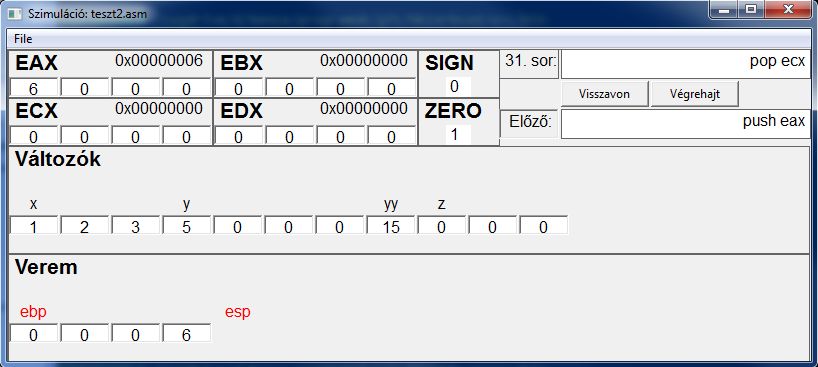 Szimuláció: teszt2.asm
File
EAX 0x00000006 EBX 0x00000000 SIGN 31. sor: pop ecx
6 0 0 0 0 0 0 0 0
Visszavon Végrehajt
ECX 0x00000000 EDX 0x00000000 ZERO Előző: push eax
0 0 0 0 0 0 0 0 1
Változók
x y yy z
1 2 3 5 0 0 0 15 0 0 0
Verem
ebp esp
0 0 0 6